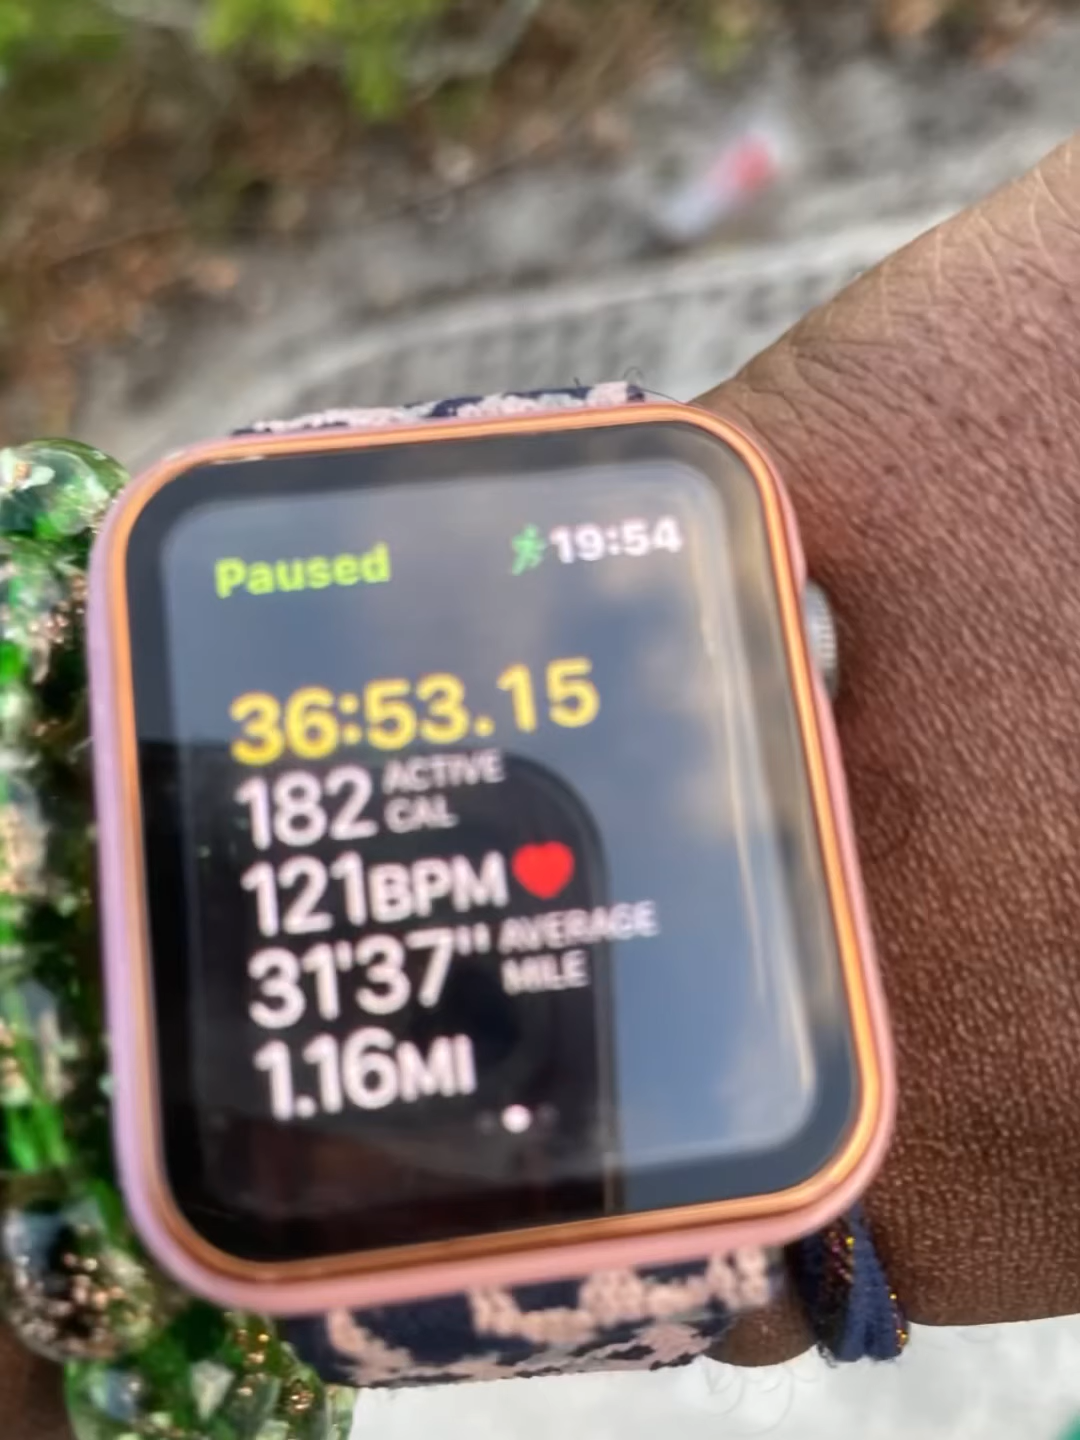 Paused 19:54
36:53.15
182 ACTIVE CAL
121BPM
31'37" AVERAGE MILE
1.16MI